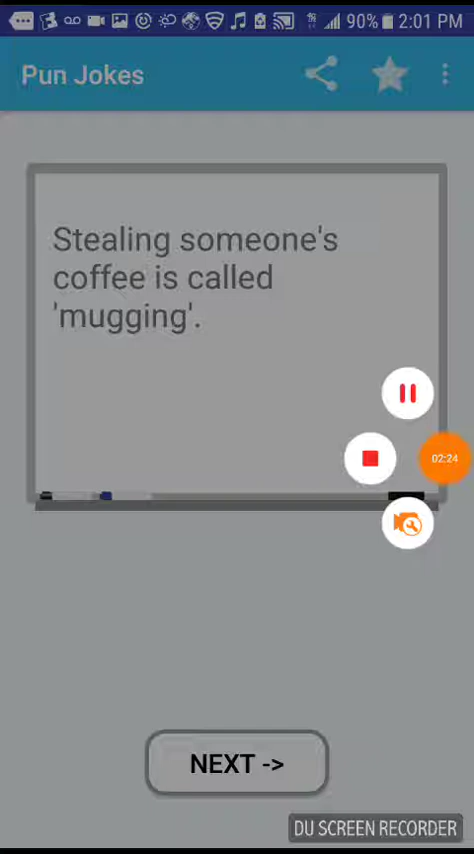 90% 2:01 PM
Pun Jokes
Stealing someone's
coffee is called
'mugging'.
02:24
NEXT ->
DU SCREEN RECORDER